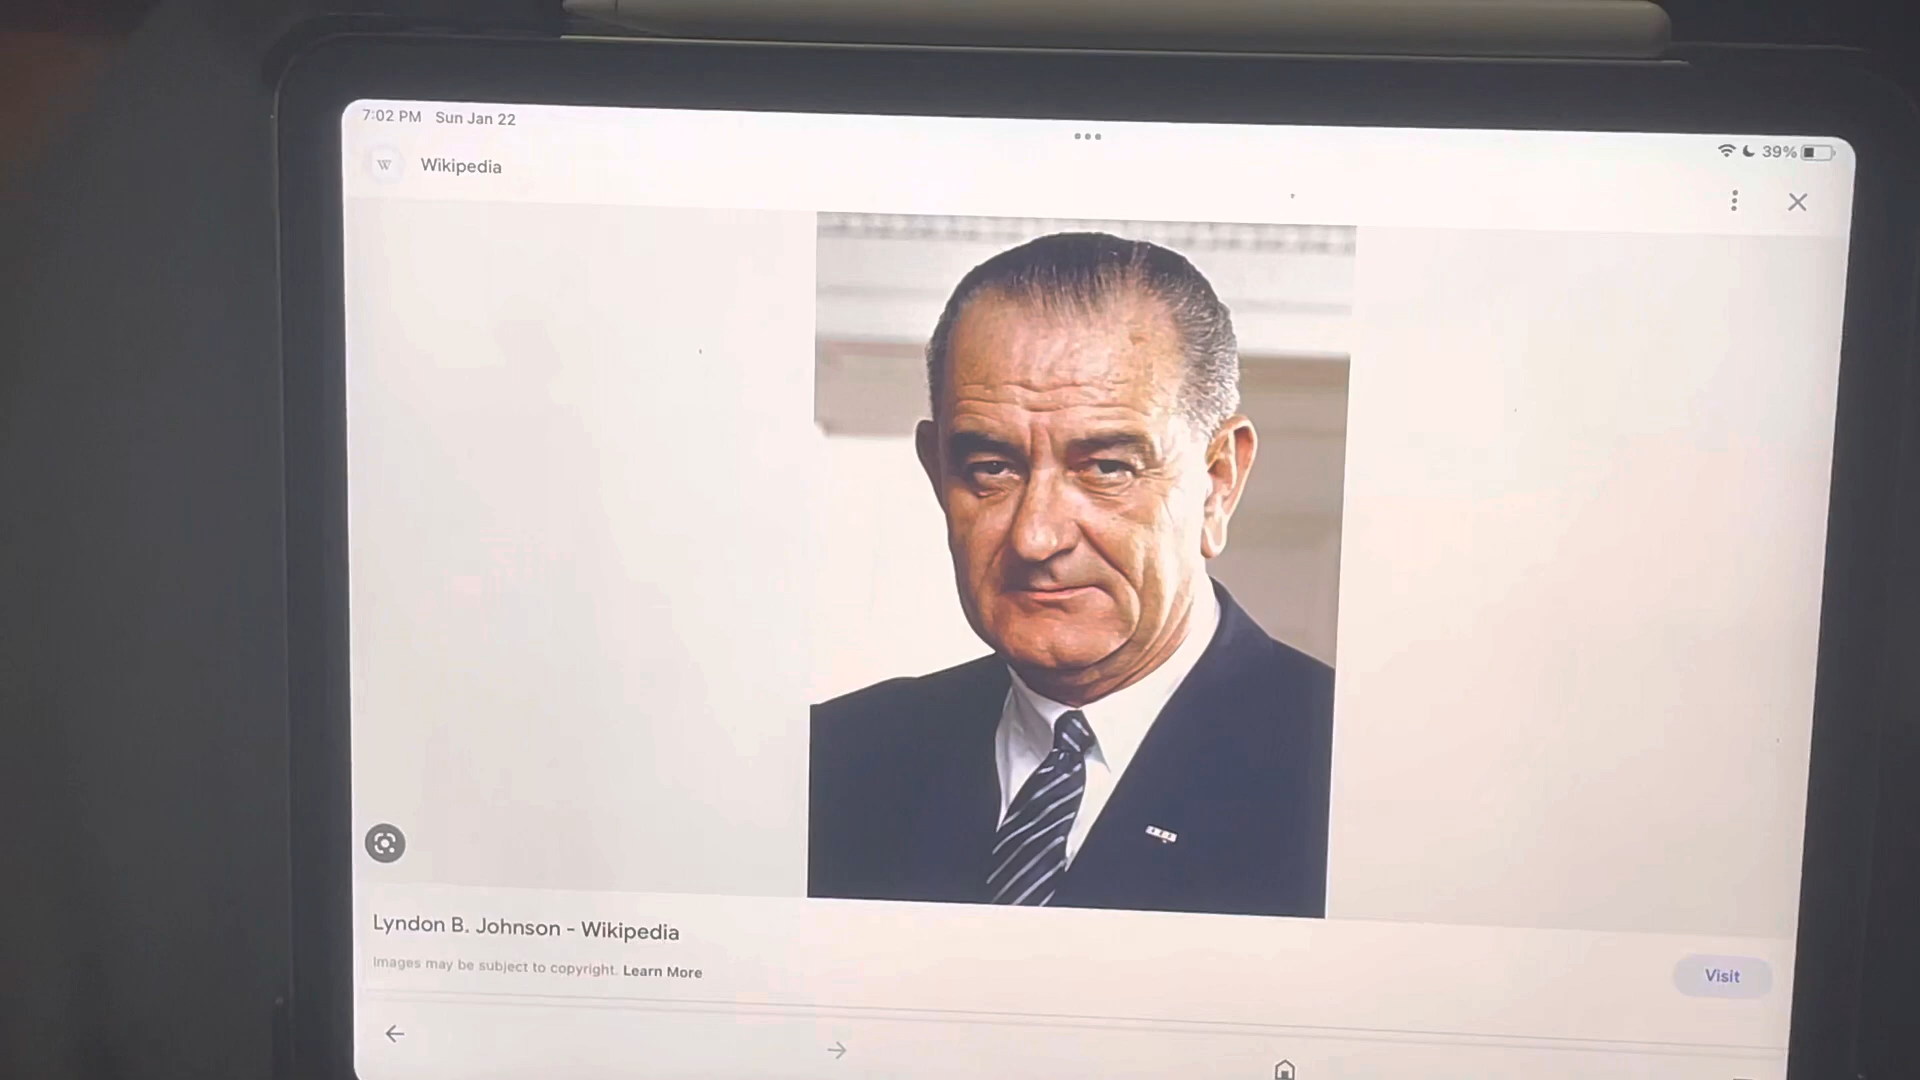 7:02 PM Sun Jan 22
39%
W Wikipedia
Lyndon B. Johnson - Wikipedia
Images may be subject to copyright. Learn More
Visit